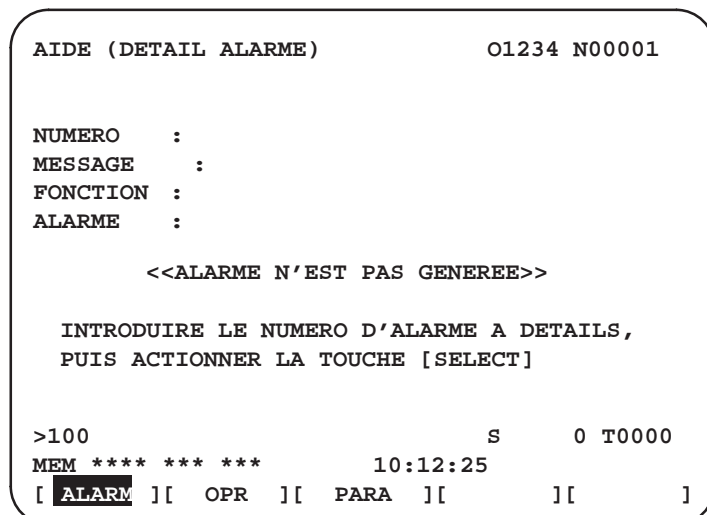 AIDE (DETAIL ALARME) O1234 N00001
NUMERO :
MESSAGE :
FONCTION :
ALARME :
<<ALARME N'EST PAS GENEREE>>
INTRODUIRE LE NUMERO D'ALARME A DETAILS,
PUIS ACTIONNER LA TOUCHE [SELECT]
>100 S 0 T0000
MEM **** *** *** 10:12:25
[ ALARM ][ OPR ][ PARA ][ ][ ]